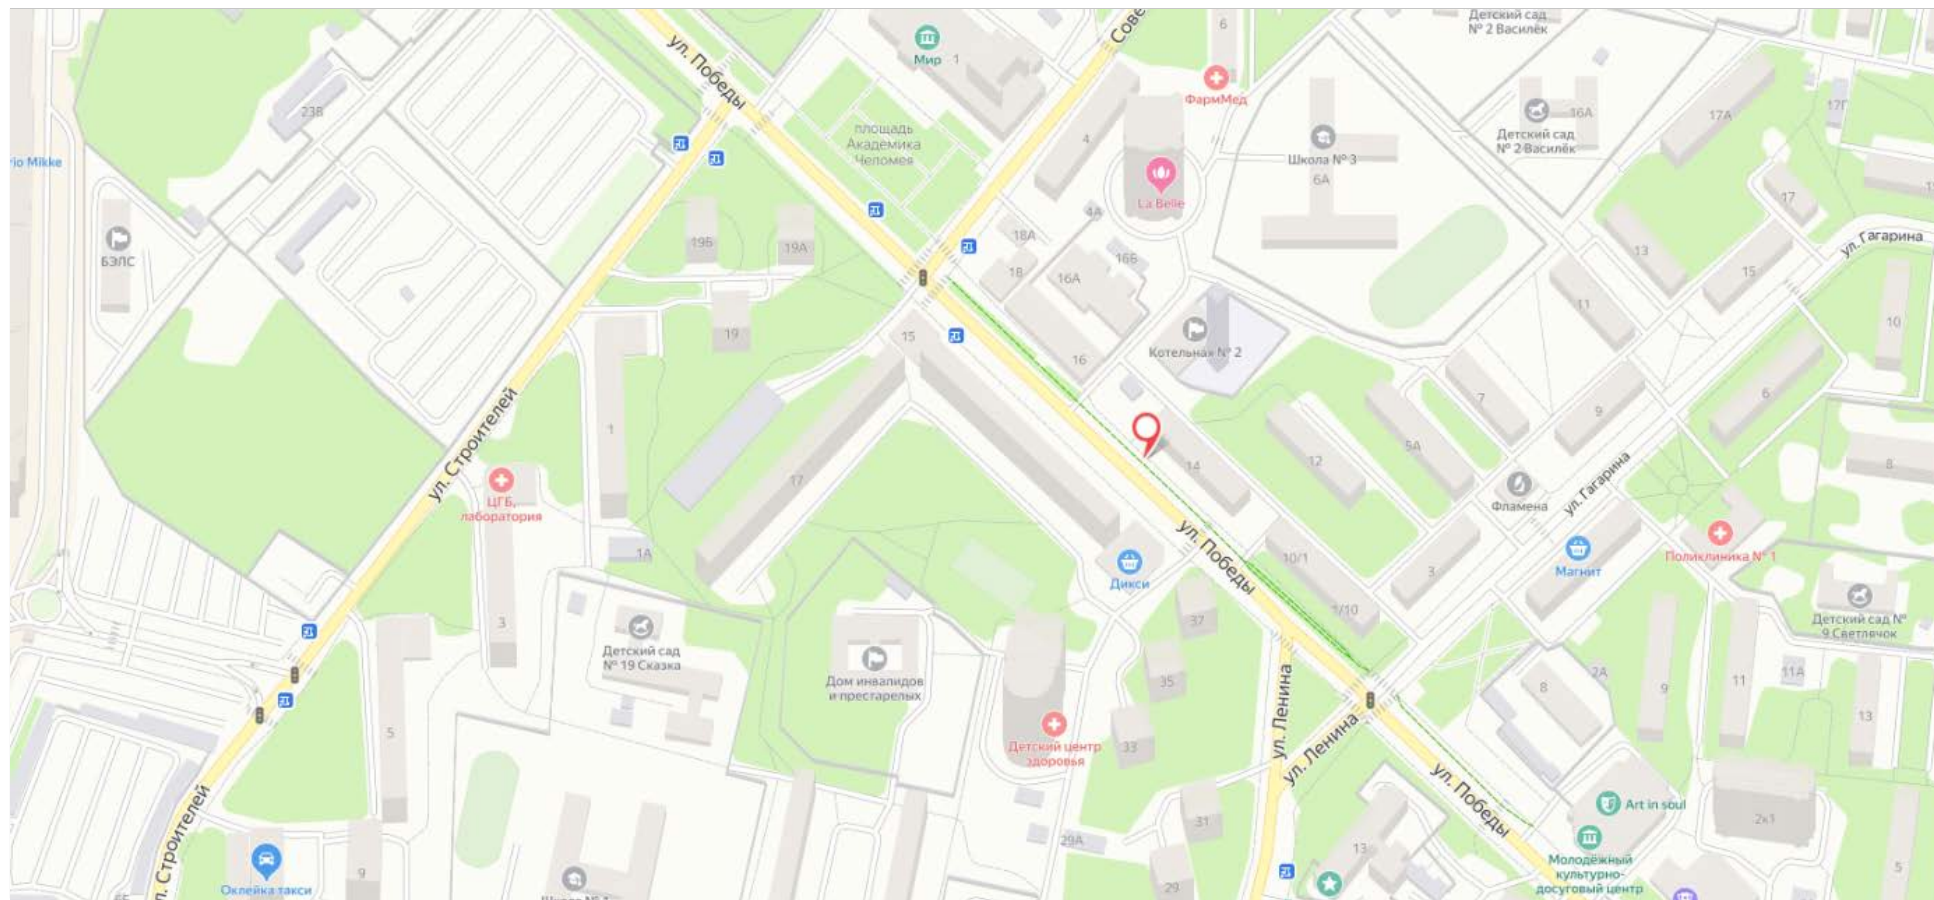 ул. Победы
Мир
1
площадь
Академика
Челомея
4
6
ФармМед
Детский сад
№ 2 Василёк
16А
Детский сад
№ 2 Василёк
17А
17Г
17
Школа № 3
6А
La Belle
4А
23В
БЭЛС
19Б
19А
19
18А
18
16А
16Б
16
15
Котельная № 2
13
15
11
ул. Гагарина
10
7
9
6
5А
12
14
8
1
17
ул. Строителей
ЦГБ,
лаборатория
1А
3
Дикси
ул. Победы
10/1
1/10
3
Фламена
ул. Гагарина
Магнит
Поликлиника № 1
Детский сад №
9 Светлячок
Детский сад
№ 19 Сказка
Дом инвалидов
и престарелых
37
35
33
31
29А
29
Детский центр
здоровья
ул. Ленина
ул. Ленина
8
2А
9
11
11А
13
5
9
ул. Победы
Art in soul
Молодёжный
культурно-
досуговый центр
2к1
5
13
Оклейка такси